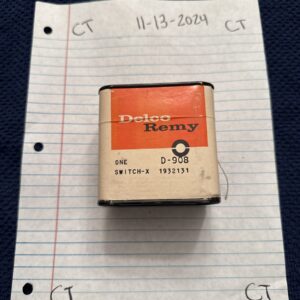 CT 11-13-2024 CT
Delco
Remy
ONE D-908
SWITCH-X 1932131
CT CT